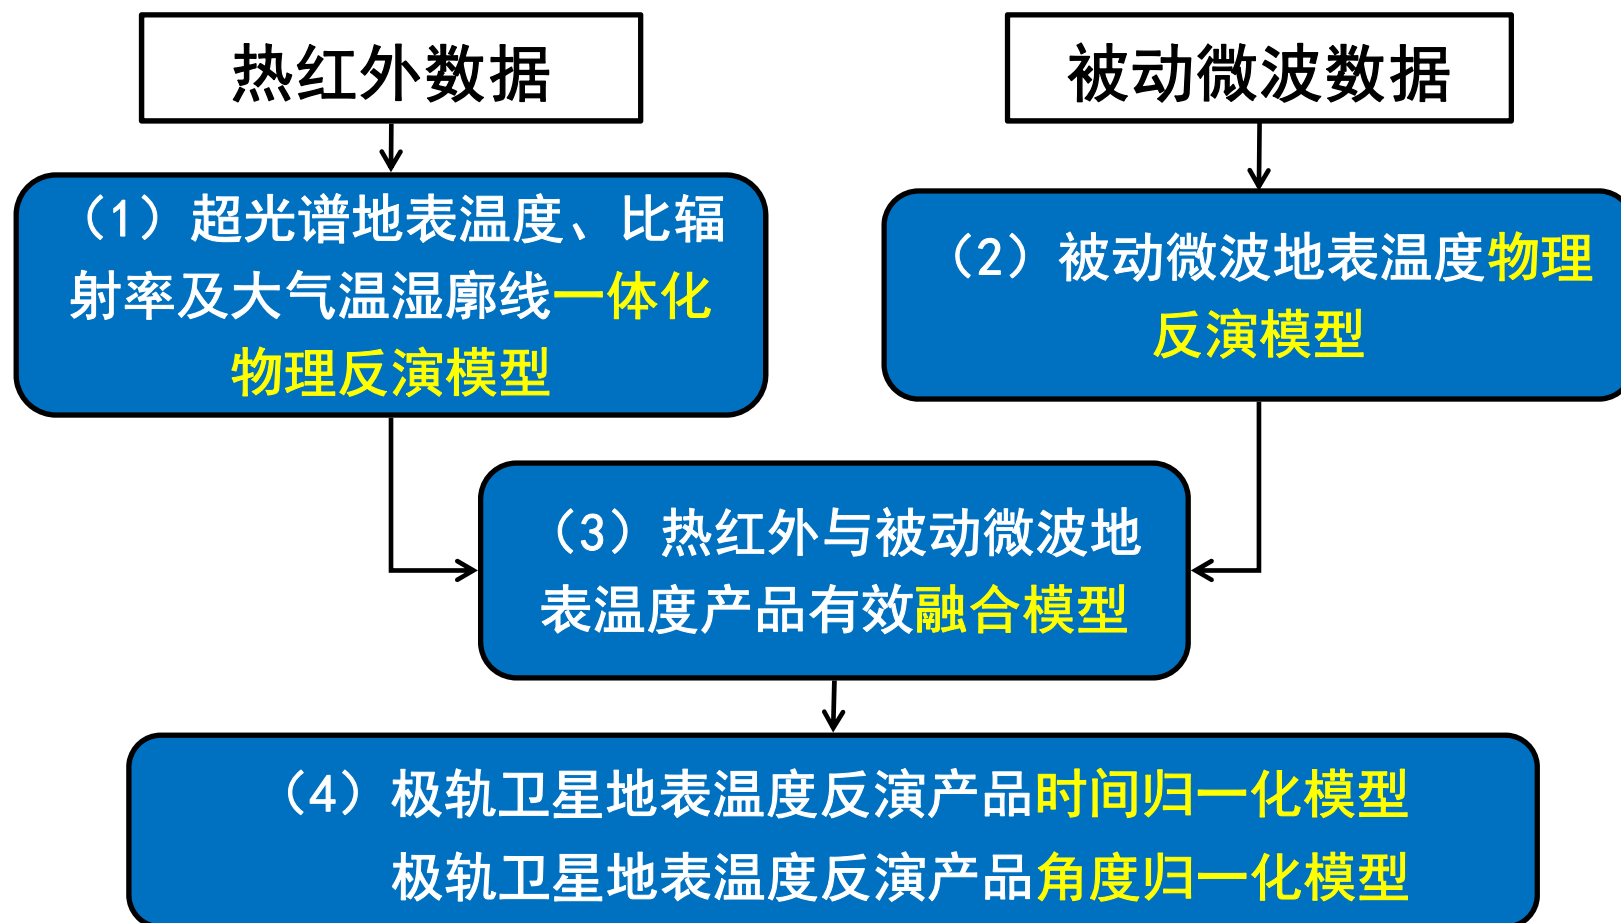 热红外数据
被动微波数据
（1）超光谱地表温度、比辐
射率及大气温湿廓线一体化
物理反演模型
（2）被动微波地表温度物理
反演模型
（3）热红外与被动微波地
表温度产品有效融合模型
（4）极轨卫星地表温度反演产品时间归一化模型
极轨卫星地表温度反演产品角度归一化模型